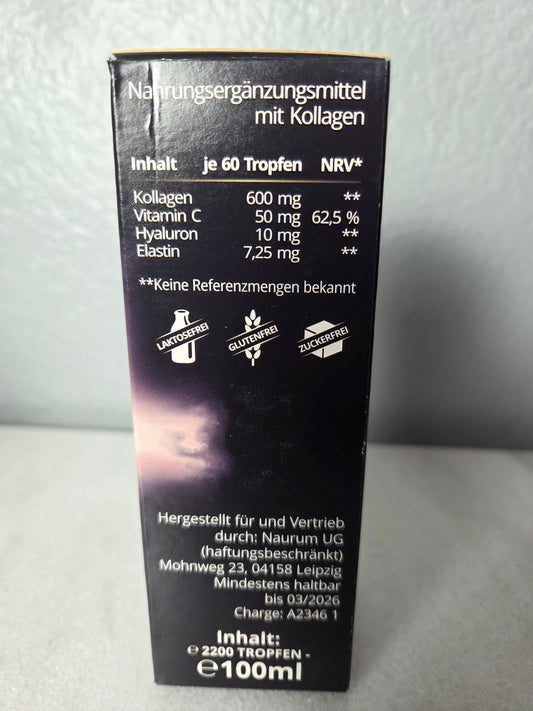 Nahrungsergänzungsmittel
mit Kollagen
Inhalt je 60 Tropfen NRV*
Kollagen 600 mg **
Vitamin C 50 mg 62,5 %
Hyaluron 10 mg **
Elastin 7,25 mg **
**Keine Referenzmengen bekannt
LAKTOSEFREI GLUTENFREI ZUCKERFREI
Hergestellt für und Vertrieb
durch: Naurum UG
(haftungsbeschränkt)
Mohnweg 23, 04158 Leipzig
Mindestens haltbar
bis 03/2026
Charge: A2346 1
Inhalt:
℮ 2200 TROPFEN -
℮100ml